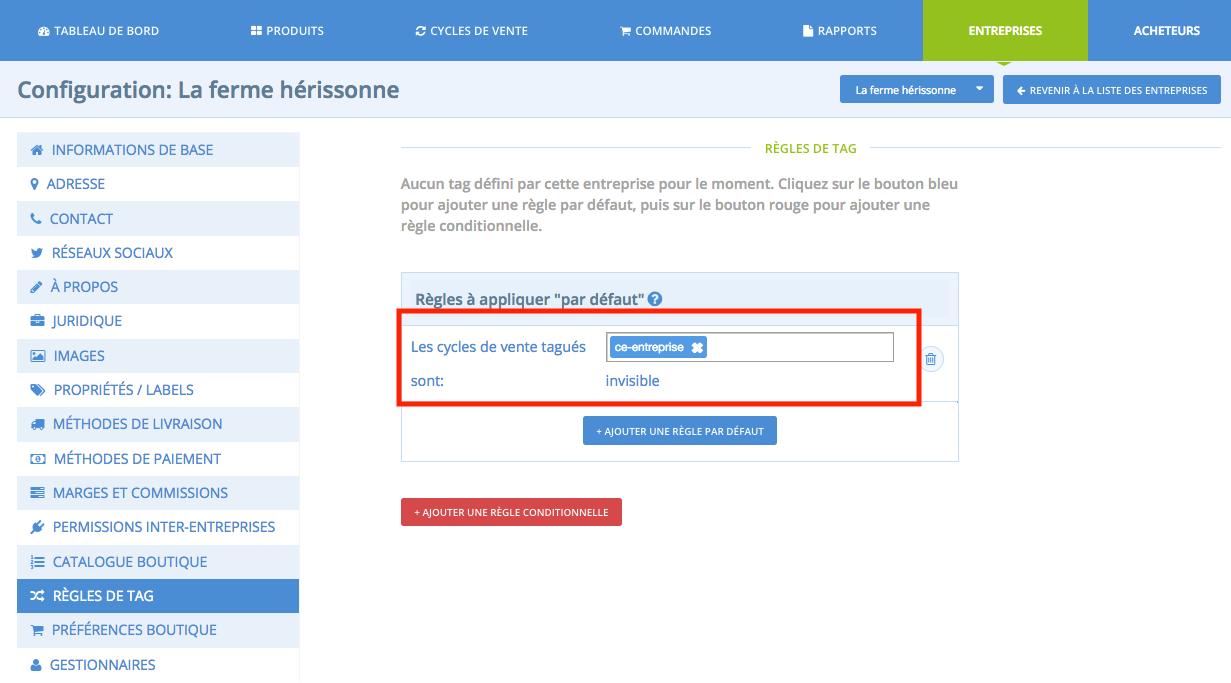 TABLEAU DE BORD PRODUITS CYCLES DE VENTE COMMANDES RAPPORTS ENTREPRISES ACHETEURS
Configuration: La ferme hérissonne
La ferme hérissonne
REVENIR À LA LISTE DES ENTREPRISES
INFORMATIONS DE BASE
ADRESSE
CONTACT
RÉSEAUX SOCIAUX
À PROPOS
JURIDIQUE
IMAGES
PROPRIÉTÉS / LABELS
MÉTHODES DE LIVRAISON
MÉTHODES DE PAIEMENT
MARGES ET COMMISSIONS
PERMISSIONS INTER-ENTREPRISES
CATALOGUE BOUTIQUE
RÈGLES DE TAG
PRÉFÉRENCES BOUTIQUE
GESTIONNAIRES
RÈGLES DE TAG
Aucun tag défini par cette entreprise pour le moment. Cliquez sur le bouton bleu
pour ajouter une règle par défaut, puis sur le bouton rouge pour ajouter une
règle conditionnelle.
Règles à appliquer "par défaut" ?
Les cycles de vente tagués ce-entreprise
sont: invisible
+ AJOUTER UNE RÈGLE PAR DÉFAUT
+ AJOUTER UNE RÈGLE CONDITIONNELLE